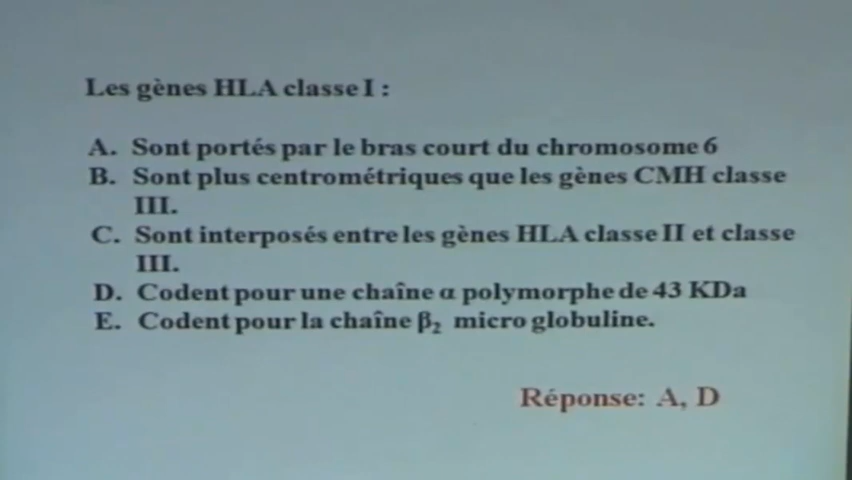 Les gènes HLA classe I :
A. Sont portés par le bras court du chromosome 6
B. Sont plus centrométriques que les gènes CMH classe
III.
C. Sont interposés entre les gènes HLA classe II et classe
III.
D. Codent pour une chaîne α polymorphe de 43 KDa
E. Codent pour la chaîne β₂ micro globuline.
Réponse: A, D